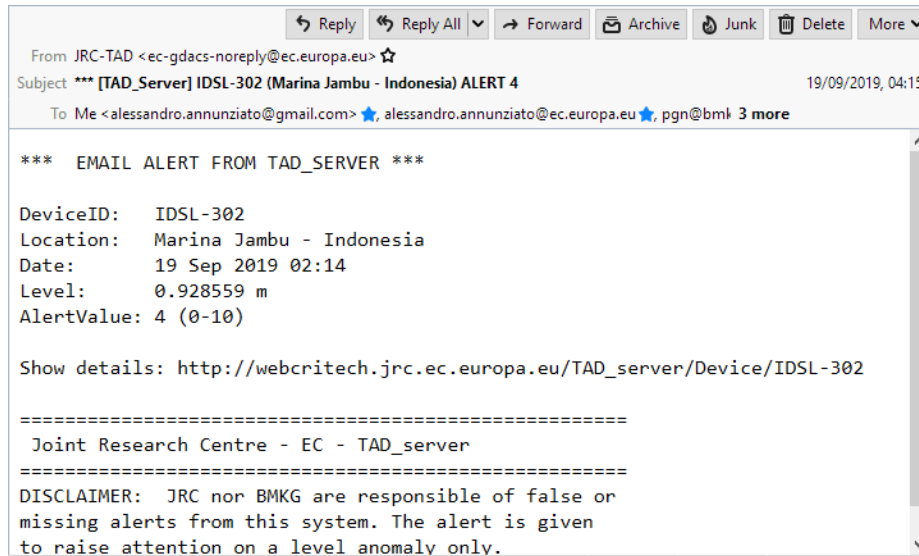 Reply Reply All Forward Archive Junk Delete More
From JRC-TAD <ec-gdacs-noreply@ec.europa.eu>
Subject *** [TAD_Server] IDSL-302 (Marina Jambu - Indonesia) ALERT 4 19/09/2019, 04:15
To Me <alessandro.annunziato@gmail.com>, alessandro.annunziato@ec.europa.eu, pgn@bmk 3 more
*** EMAIL ALERT FROM TAD_SERVER ***
DeviceID: IDSL-302
Location: Marina Jambu - Indonesia
Date: 19 Sep 2019 02:14
Level: 0.928559 m
AlertValue: 4 (0-10)
Show details: http://webcritech.jrc.ec.europa.eu/TAD_server/Device/IDSL-302
======================================================
Joint Research Centre - EC - TAD_server
======================================================
DISCLAIMER: JRC nor BMKG are responsible of false or
missing alerts from this system. The alert is given
to raise attention on a level anomaly only.